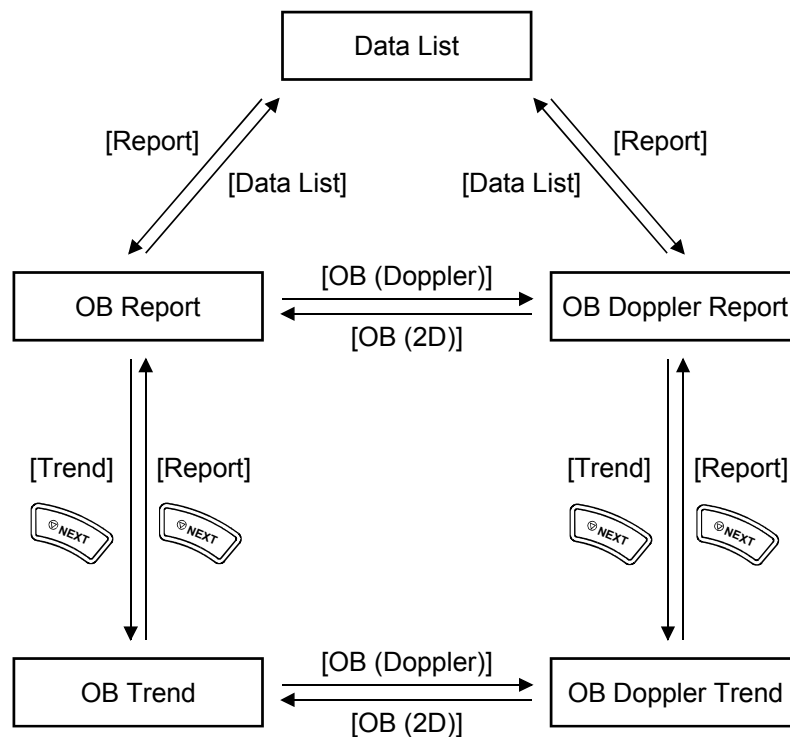 Data List
[Report]
[Report]
[Data List]
[Data List]
OB Report
[OB (Doppler)]
OB Doppler Report
[OB (2D)]
[Trend]
[Report]
[Trend]
[Report]
NEXT
NEXT
NEXT
NEXT
OB Trend
[OB (Doppler)]
OB Doppler Trend
[OB (2D)]